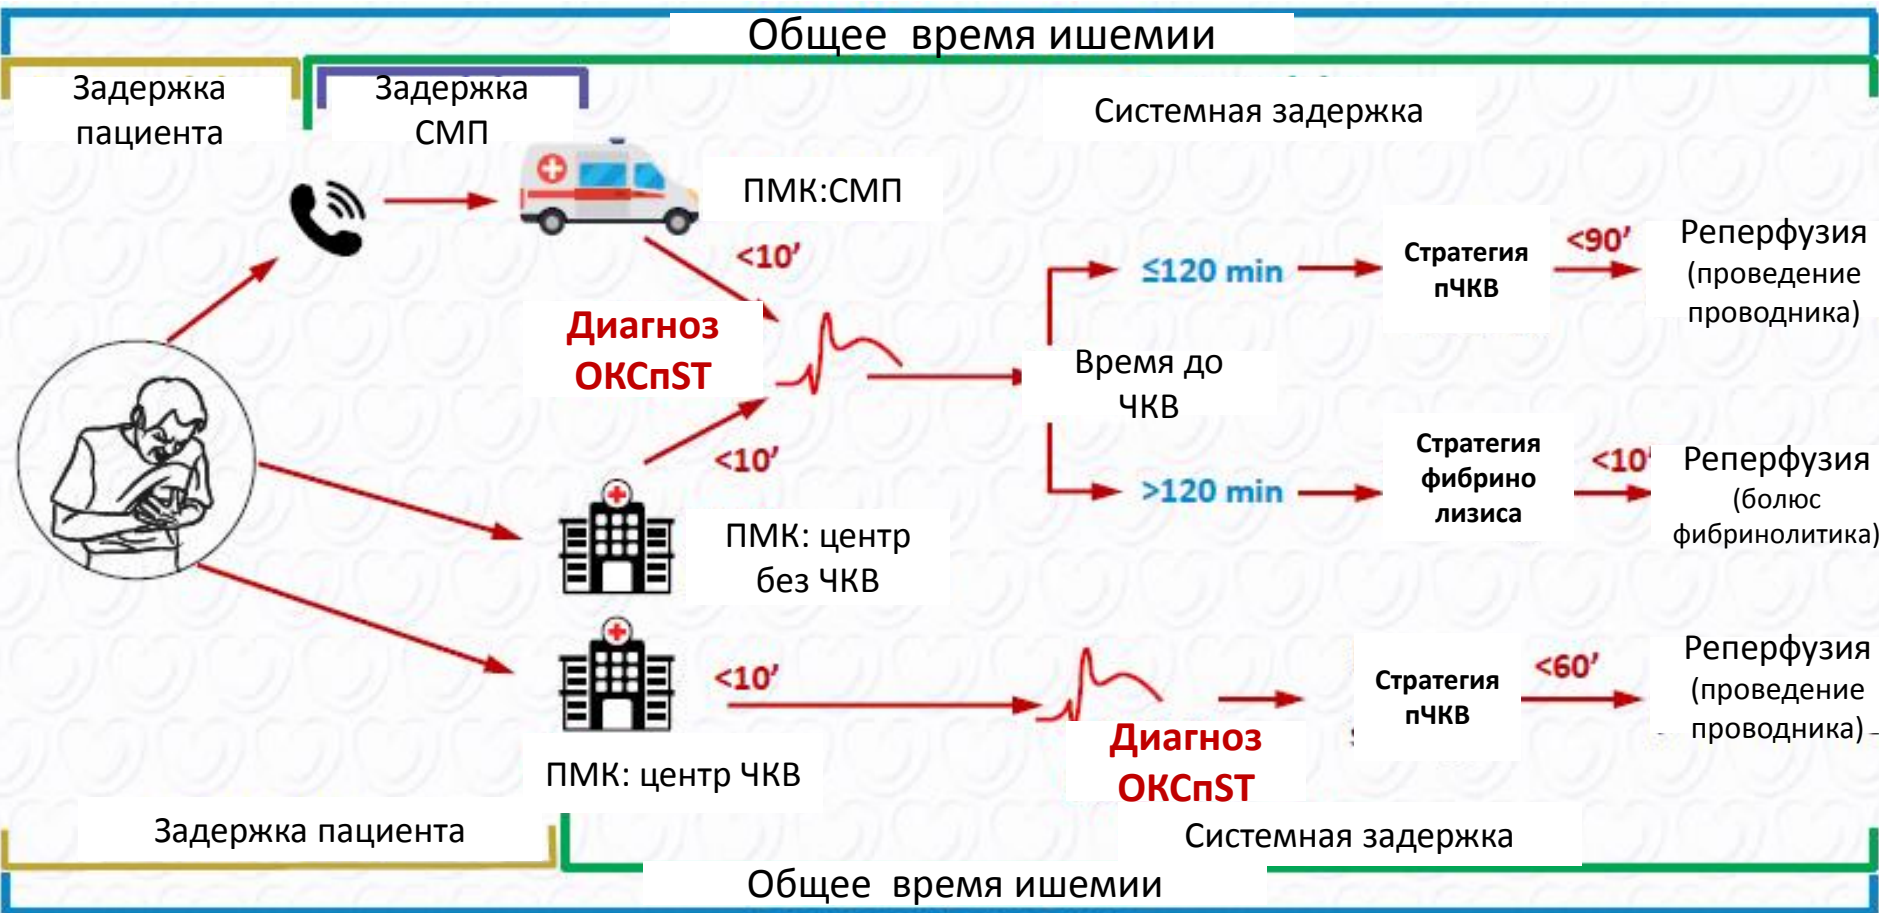 Общее время ишемии
Задержка
пациента
Задержка
СМП
Системная задержка
ПМК:СМП
<10’
Диагноз
ОКСпST
<10’
≤120 min
Стратегия
пЧКВ
<90’
Реперфузия
(проведение
проводника)
Время до
ЧКВ
>120 min
Стратегия
фибрино
лизиса
<10’
Реперфузия
(болюс
фибринолитика)
ПМК: центр
без ЧКВ
<10’
ПМК: центр ЧКВ
Диагноз
ОКСпST
Стратегия
пЧКВ
<60’
Реперфузия
(проведение
проводника)
Задержка пациента
Системная задержка
Общее время ишемии